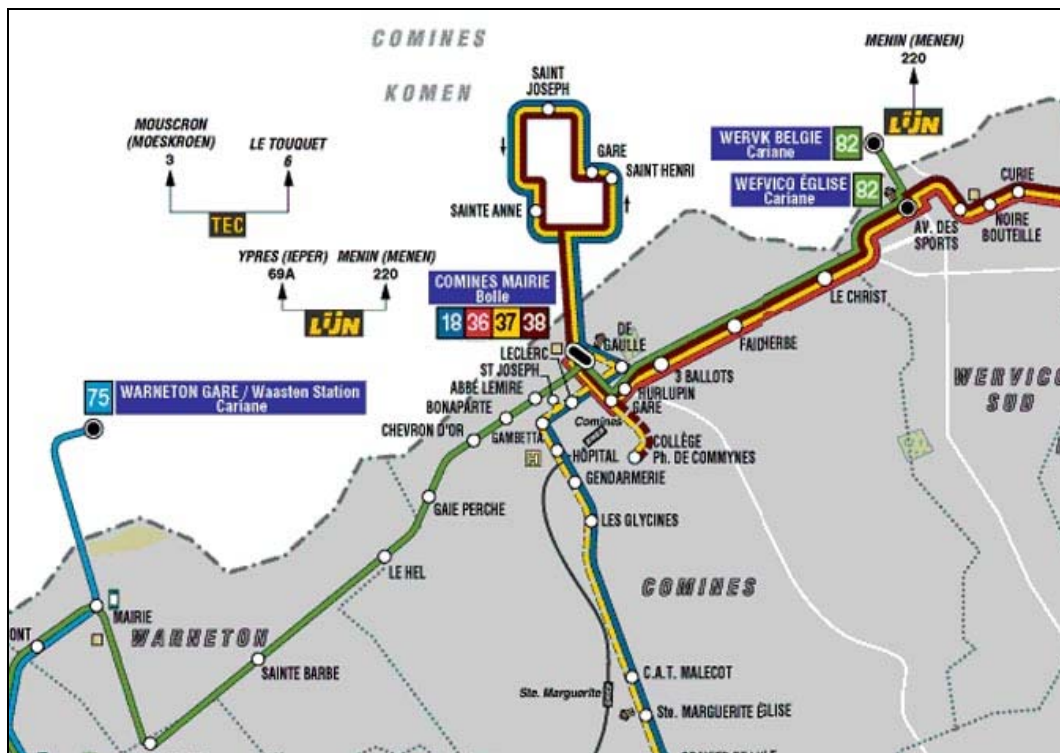 COMINES
KOMEN
MENIN (MENEN)
220
LIJN
SAINT
JOSEPH
GARE
SAINT HENRI
SAINTE ANNE
MOUSCRON
(MOESKROEN)
3
LE TOUQUET
6
TEC
YPRES (IEPER)
69A
MENIN (MENEN)
220
LIJN
WERVK BELGIE
Cariane
82
WEFVICQ ÉGLISE
Cariane
82
CURIE
NOIRE
BOUTEILLE
AV. DES
SPORTS
LE CHRIST
COMINES MAIRIE
Bolle
18 36 37 38
DE
GAULLE
FAIDHERBE
LECLERC
ST JOSEPH
ABBÉ LEMIRE
BONAPARTE
CHEVRON D'OR
GAMBETTA
3 BALLOTS
HURLUPIN
GARE
Comines
COLLÈGE
Ph. DE COMMYNES
H
HÔPITAL
GENDARMERIE
WERVICQ
SUD
75
WARNETON GARE / Waasten Station
Cariane
GAIE PERCHE
LES GLYCINES
LE HEL
COMINES
MAIRIE
ONT
WARNETON
SAINTE BARBE
C.A.T. MALECOT
Ste. Marguerite
Ste. MARGUERITE ÉGLISE